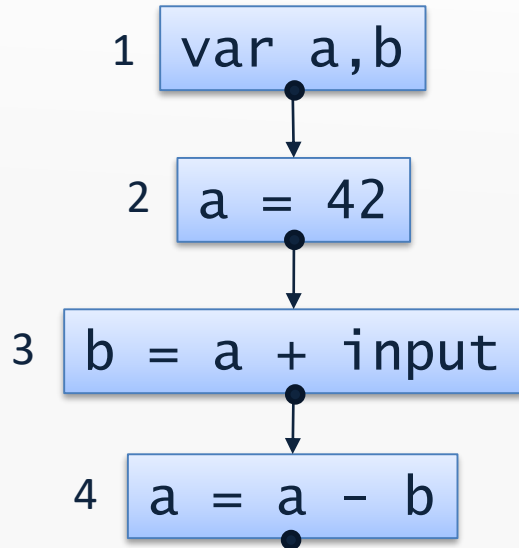 1 var a,b
2 a = 42
3 b = a + input
4 a = a - b